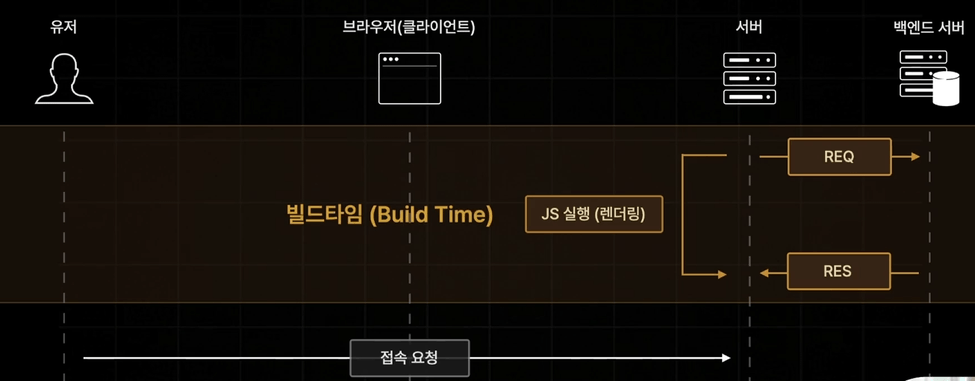 유저
브라우저(클라이언트)
서버
백엔드 서버
REQ
빌드타임 (Build Time)
JS 실행 (렌더링)
RES
접속 요청